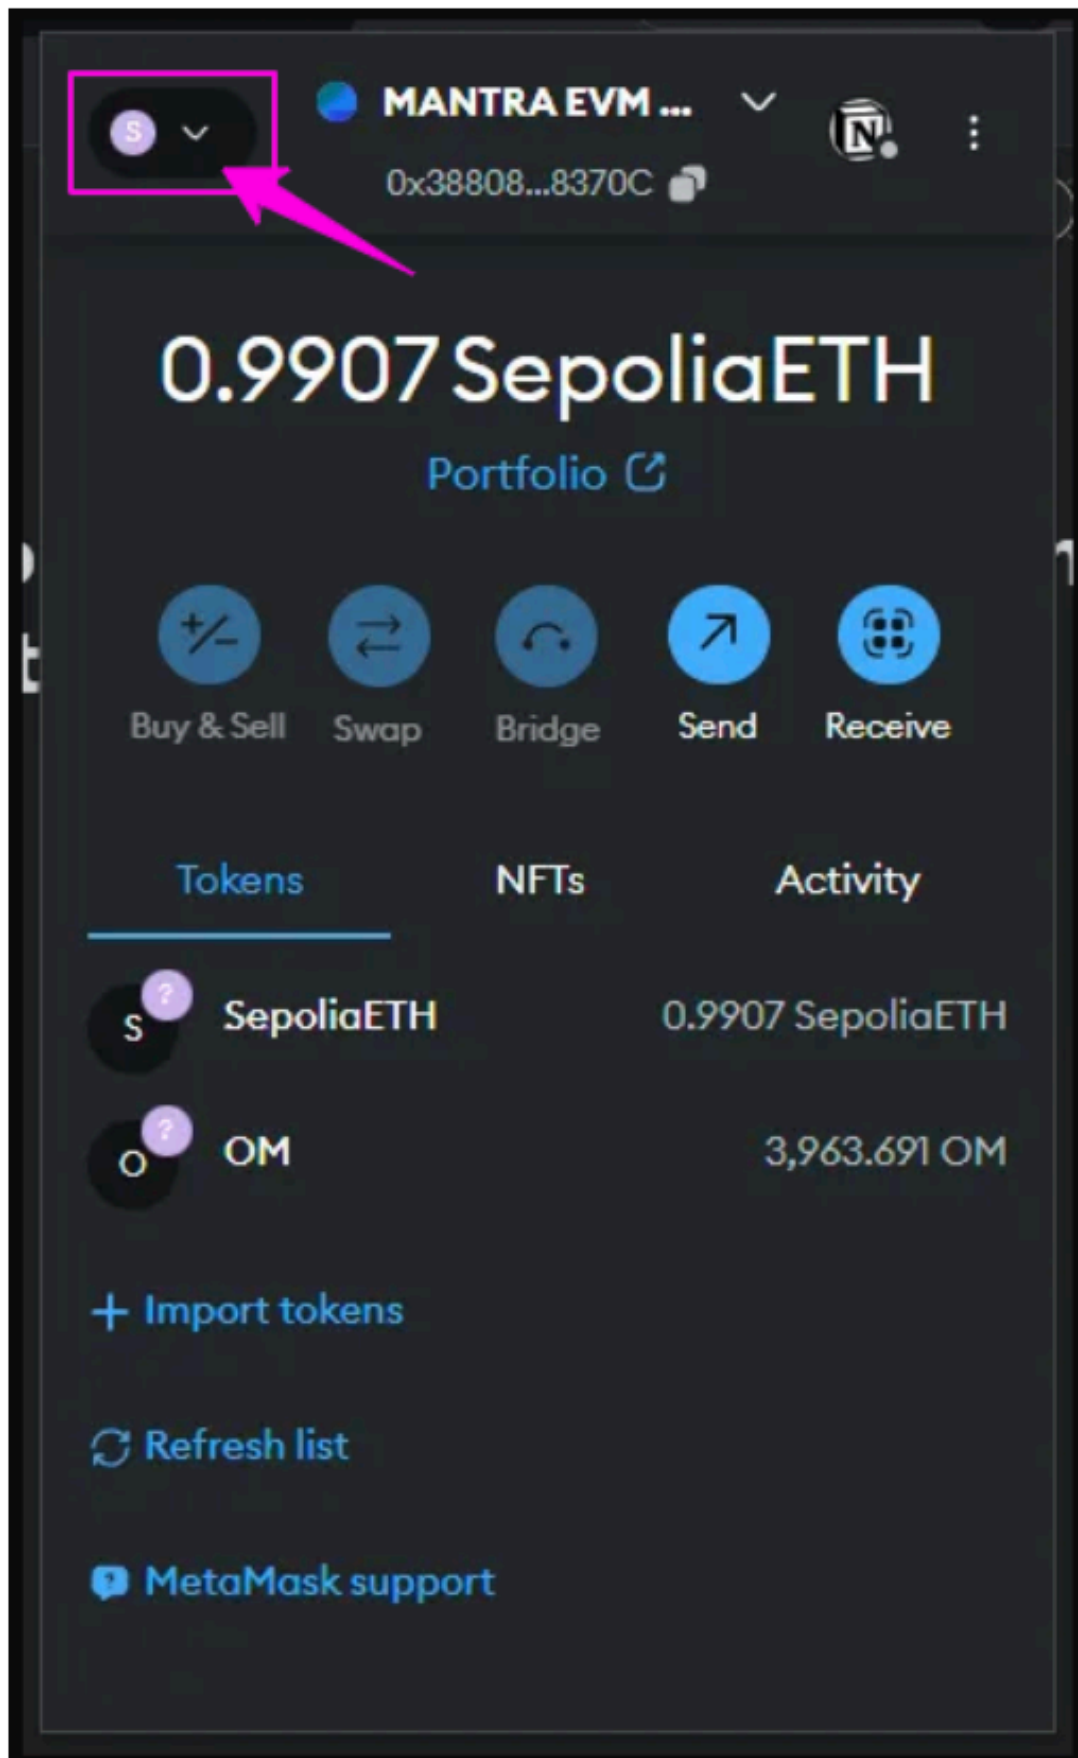 S
MANTRA EVM ...
N
0x38808...8370C
0.9907 SepoliaETH
Portfolio
Buy & Sell
Swap
Bridge
Send
Receive
Tokens
NFTs
Activity
S
?
SepoliaETH
0.9907 SepoliaETH
O
?
OM
3,963.691 OM
+ Import tokens
Refresh list
? MetaMask support